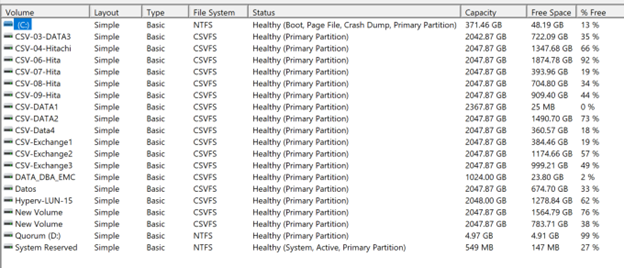 Volume Layout Type File System Status Capacity Free Space % Free
(C:) Simple Basic NTFS Healthy (Boot, Page File, Crash Dump, Primary Partition) 371.46 GB 48.19 GB 13 %
CSV-03-DATA3 Simple Basic CSVFS Healthy (Primary Partition) 2042.87 GB 722.09 GB 35 %
CSV-04-Hitachi Simple Basic CSVFS Healthy (Primary Partition) 2047.87 GB 1347.68 GB 66 %
CSV-06-Hita Simple Basic CSVFS Healthy (Primary Partition) 2047.87 GB 1874.78 GB 92 %
CSV-07-Hita Simple Basic CSVFS Healthy (Primary Partition) 2047.87 GB 393.96 GB 19 %
CSV-08-Hita Simple Basic CSVFS Healthy (Primary Partition) 2047.87 GB 704.80 GB 34 %
CSV-09-Hita Simple Basic CSVFS Healthy (Primary Partition) 2047.87 GB 909.40 GB 44 %
CSV-DATA1 Simple Basic CSVFS Healthy (Primary Partition) 2367.87 GB 25 MB 0 %
CSV-DATA2 Simple Basic CSVFS Healthy (Primary Partition) 2047.87 GB 1490.70 GB 73 %
CSV-Data4 Simple Basic CSVFS Healthy (Primary Partition) 2047.87 GB 360.57 GB 18 %
CSV-Exchange1 Simple Basic CSVFS Healthy (Primary Partition) 2047.87 GB 384.46 GB 19 %
CSV-Exchange2 Simple Basic CSVFS Healthy (Primary Partition) 2047.87 GB 1174.66 GB 57 %
CSV-Exchange3 Simple Basic CSVFS Healthy (Primary Partition) 2047.87 GB 999.21 GB 49 %
DATA_DBA_EMC Simple Basic CSVFS Healthy (Primary Partition) 1024.00 GB 23.80 GB 2 %
Datos Simple Basic CSVFS Healthy (Primary Partition) 2047.87 GB 674.70 GB 33 %
Hyperv-LUN-15 Simple Basic CSVFS Healthy (Primary Partition) 2048.00 GB 1278.84 GB 62 %
New Volume Simple Basic CSVFS Healthy (Primary Partition) 2047.87 GB 1564.79 GB 76 %
New Volume Simple Basic CSVFS Healthy (Primary Partition) 2047.87 GB 783.71 GB 38 %
Quorum (D:) Simple Basic NTFS Healthy (Primary Partition) 4.97 GB 4.91 GB 99 %
System Reserved Simple Basic NTFS Healthy (System, Active, Primary Partition) 549 MB 147 MB 27 %